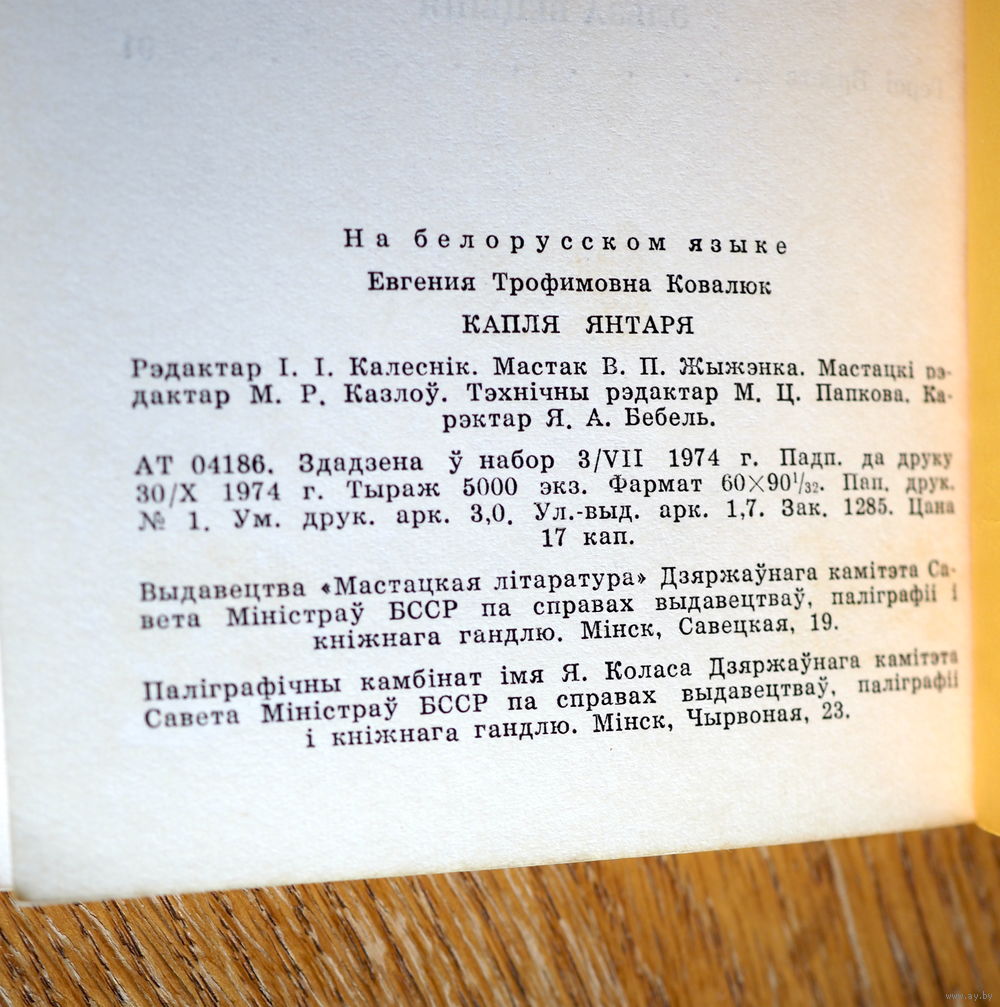 На белорусском языке
Евгения Трофимовна Ковалюк
КАПЛЯ ЯНТАРЯ
Рэдактар І. І. Калеснік. Мастак В. П. Жыжэнка. Мастацкі рэ-
дактар М. Р. Казлоў. Тэхнічны рэдактар М. Ц. Папкова. Ка-
рэктар Я. А. Бебель.
АТ 04186. Здадзена ў набор 3/VII 1974 г. Падп. да друку
30/X 1974 г. Тыраж 5000 экз. Фармат 60×90¹/₃₂. Пап. друк.
№ 1. Ум. друк. арк. 3,0. Ул.-выд. арк. 1,7. Зак. 1285. Цана
17 кап.
Выдавецтва «Мастацкая літаратура» Дзяржаўнага камітэта Са-
вета Міністраў БССР па справах выдавецтваў, паліграфіі і
кніжнага гандлю. Мінск, Савецкая, 19.
Паліграфічны камбінат імя Я. Коласа Дзяржаўнага камітэта
Савета Міністраў БССР па справах выдавецтваў, паліграфіі
і кніжнага гандлю. Мінск, Чырвоная, 23.
www.ay.by